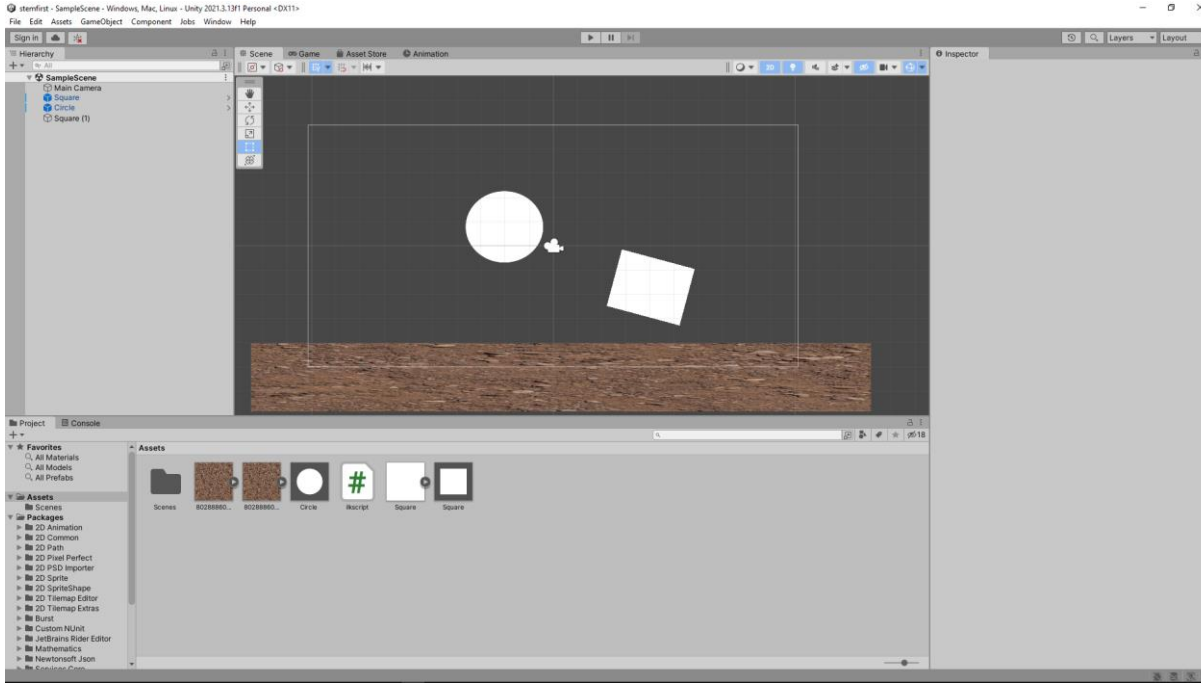 stemfirst - SampleScene - Windows, Mac, Linux - Unity 2021.3.13f1 Personal <DX11>
File Edit Assets GameObject Component Jobs Window Help
Sign in Layers Layout
Hierarchy Scene Game Asset Store Animation Inspector
All 2D
SampleScene
Main Camera
Square
Circle
Square (1)
Project Console
18
Favorites Assets
All Materials
All Models
All Prefabs
Assets
Scenes
Packages
2D Animation
2D Common
2D Path
2D Pixel Perfect
2D PSD Importer
2D Sprite
2D SpriteShape
2D Tilemap Editor
2D Tilemap Extras
Burst
Custom NUnit
JetBrains Rider Editor
Mathematics
Newtonsoft Json
Services Core
Scenes Circle ilkscript Square Square